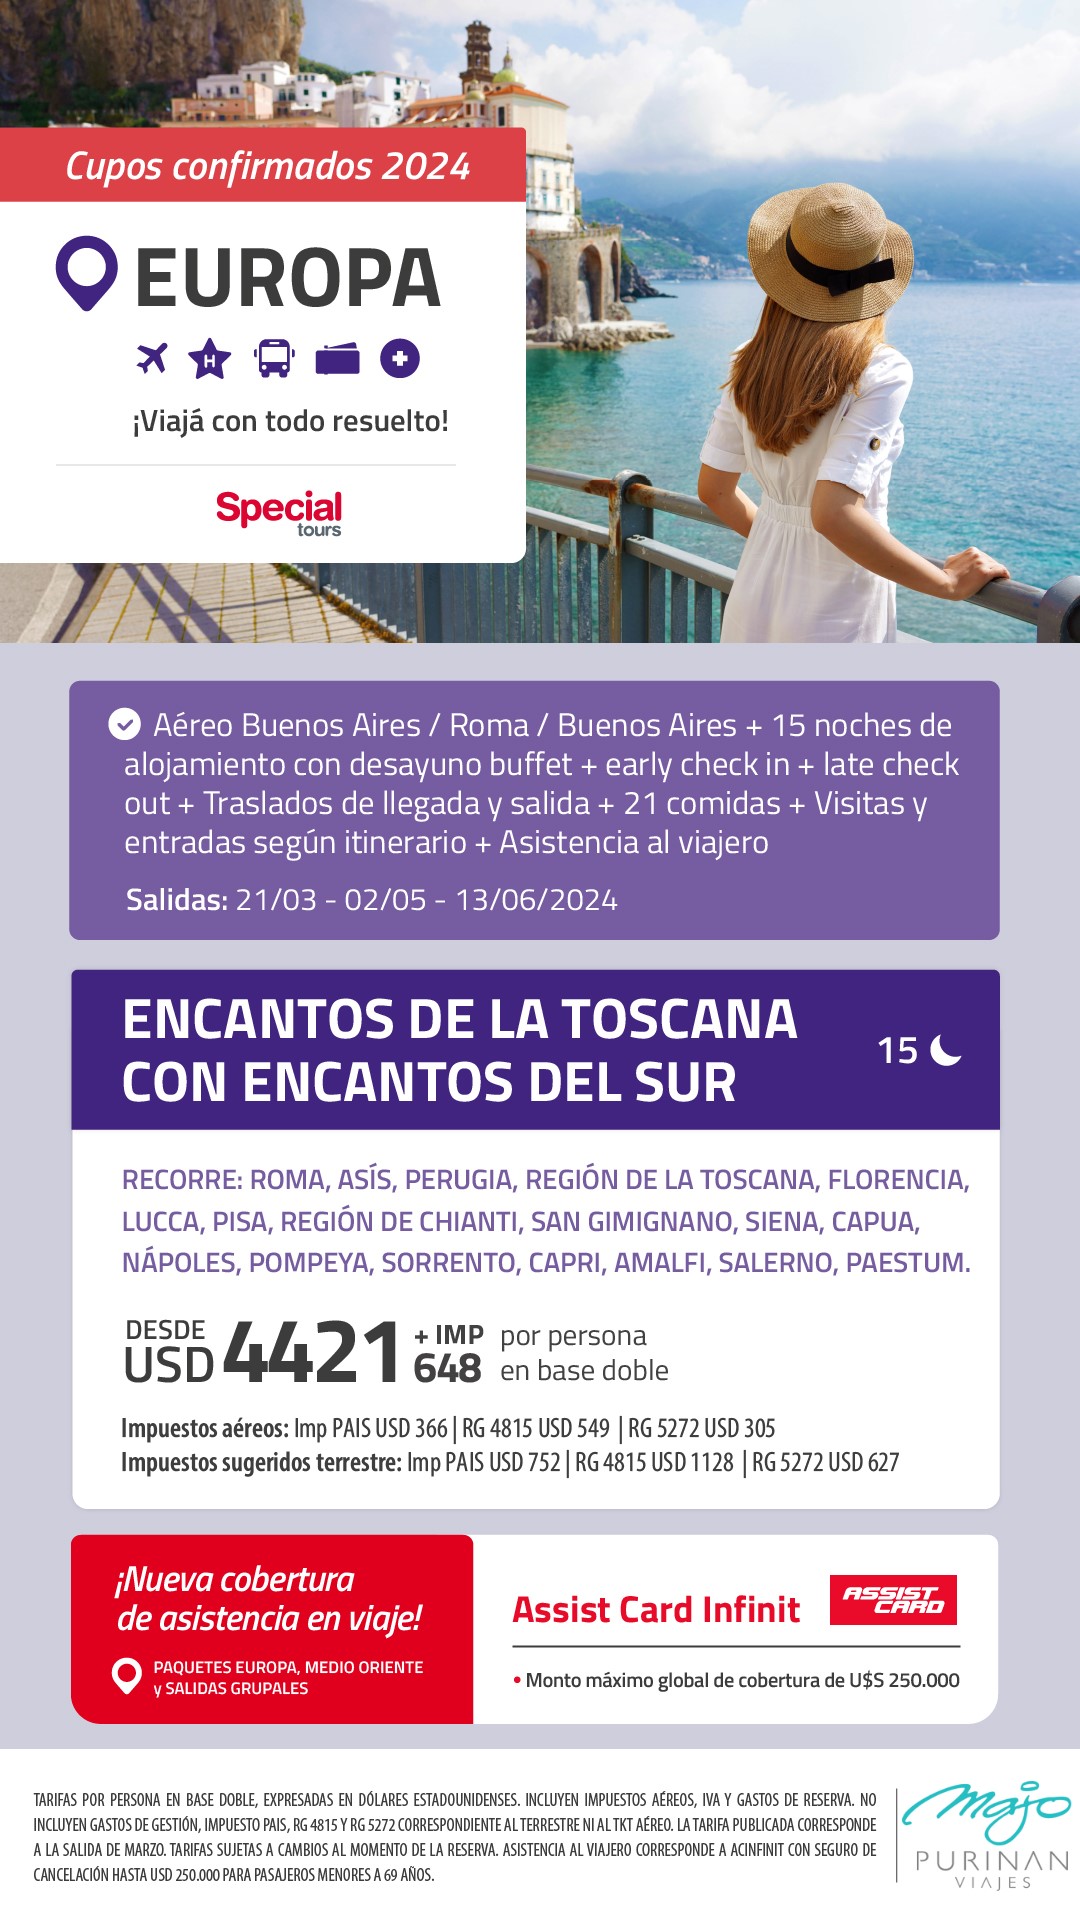 Cupos confirmados 2024
EUROPA
H
¡Viajá con todo resuelto!
Special
tours
Aéreo Buenos Aires / Roma / Buenos Aires + 15 noches de
alojamiento con desayuno buffet + early check in + late check
out + Traslados de llegada y salida + 21 comidas + Visitas y
entradas según itinerario + Asistencia al viajero
Salidas: 21/03 - 02/05 - 13/06/2024
ENCANTOS DE LA TOSCANA
CON ENCANTOS DEL SUR
15
RECORRE: ROMA, ASÍS, PERUGIA, REGIÓN DE LA TOSCANA, FLORENCIA,
LUCCA, PISA, REGIÓN DE CHIANTI, SAN GIMIGNANO, SIENA, CAPUA,
NÁPOLES, POMPEYA, SORRENTO, CAPRI, AMALFI, SALERNO, PAESTUM.
DESDE
USD 4421 + IMP 648 por persona
en base doble
Impuestos aéreos: Imp PAIS USD 366 | RG 4815 USD 549 | RG 5272 USD 305
Impuestos sugeridos terrestre: Imp PAIS USD 752 | RG 4815 USD 1128 | RG 5272 USD 627
¡Nueva cobertura
de asistencia en viaje!
PAQUETES EUROPA, MEDIO ORIENTE
y SALIDAS GRUPALES
Assist Card Infinit
ASSIST
CARD
• Monto máximo global de cobertura de U$S 250.000
TARIFAS POR PERSONA EN BASE DOBLE, EXPRESADAS EN DÓLARES ESTADOUNIDENSES. INCLUYEN IMPUESTOS AÉREOS, IVA Y GASTOS DE RESERVA. NO
INCLUYEN GASTOS DE GESTIÓN, IMPUESTO PAIS, RG 4815 Y RG 5272 CORRESPONDIENTE AL TERRESTRE NI AL TKT AÉREO. LA TARIFA PUBLICADA CORRESPONDE
A LA SALIDA DE MARZO. TARIFAS SUJETAS A CAMBIOS AL MOMENTO DE LA RESERVA. ASISTENCIA AL VIAJERO CORRESPONDE A ACINFINIT CON SEGURO DE
CANCELACIÓN HASTA USD 250.000 PARA PASAJEROS MENORES A 69 AÑOS.
Majo
PURINAN
VIAJES